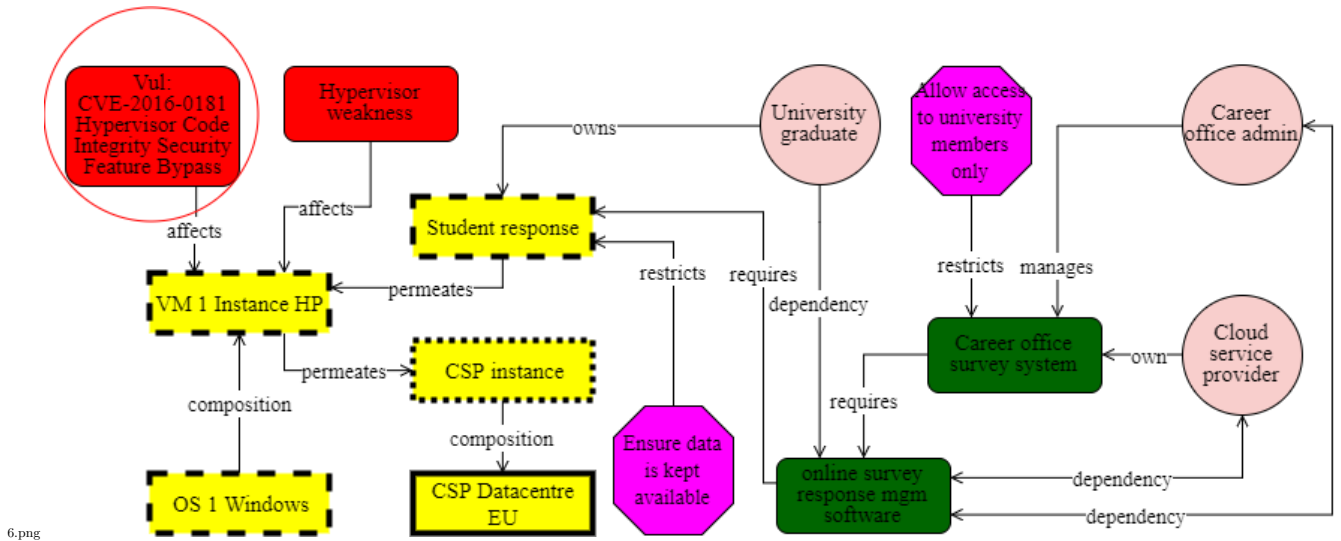 Vul:
CVE-2016-0181
Hypervisor Code
Integrity Security
Feature Bypass
Hypervisor
weakness
University
graduate
Allow access
to university
members
only
Career
office admin
owns
affects
affects
Student response
restricts
requires
restricts
manages
permeates
dependency
VM 1 Instance HP
Career office
survey system
Cloud
service
provider
own
permeates
CSP instance
composition
requires
composition
Ensure data
is kept
available
online survey
response mgm
software
dependency
dependency
OS 1 Windows
CSP Datacentre
EU
6.png